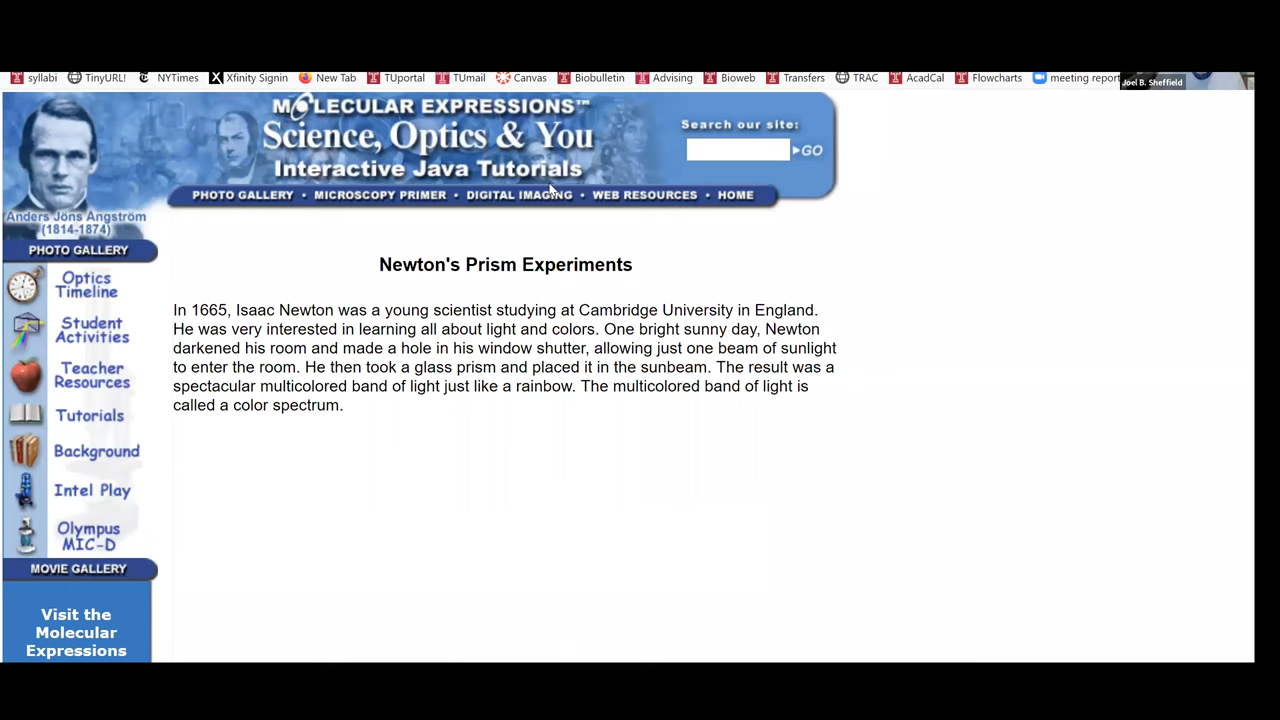 syllabi TinyURL! NYTimes Xfinity Signin New Tab TUportal TUmail Canvas Biobulletin Advising Bioweb Transfers TRAC AcadCal Flowcharts meeting report
Joel B. Sheffield
MOLECULAR EXPRESSIONS™
Science, Optics & You
Interactive Java Tutorials
Search our site:
GO
PHOTO GALLERY • MICROSCOPY PRIMER • DIGITAL IMAGING • WEB RESOURCES • HOME
Anders Jöns Angström
(1814-1874)
PHOTO GALLERY
Optics
Timeline
Student
Activities
Teacher
Resources
Tutorials
Background
Intel Play
Olympus
MIC-D
MOVIE GALLERY
Visit the
Molecular
Expressions
Newton's Prism Experiments
In 1665, Isaac Newton was a young scientist studying at Cambridge University in England.
He was very interested in learning all about light and colors. One bright sunny day, Newton
darkened his room and made a hole in his window shutter, allowing just one beam of sunlight
to enter the room. He then took a glass prism and placed it in the sunbeam. The result was a
spectacular multicolored band of light just like a rainbow. The multicolored band of light is
called a color spectrum.